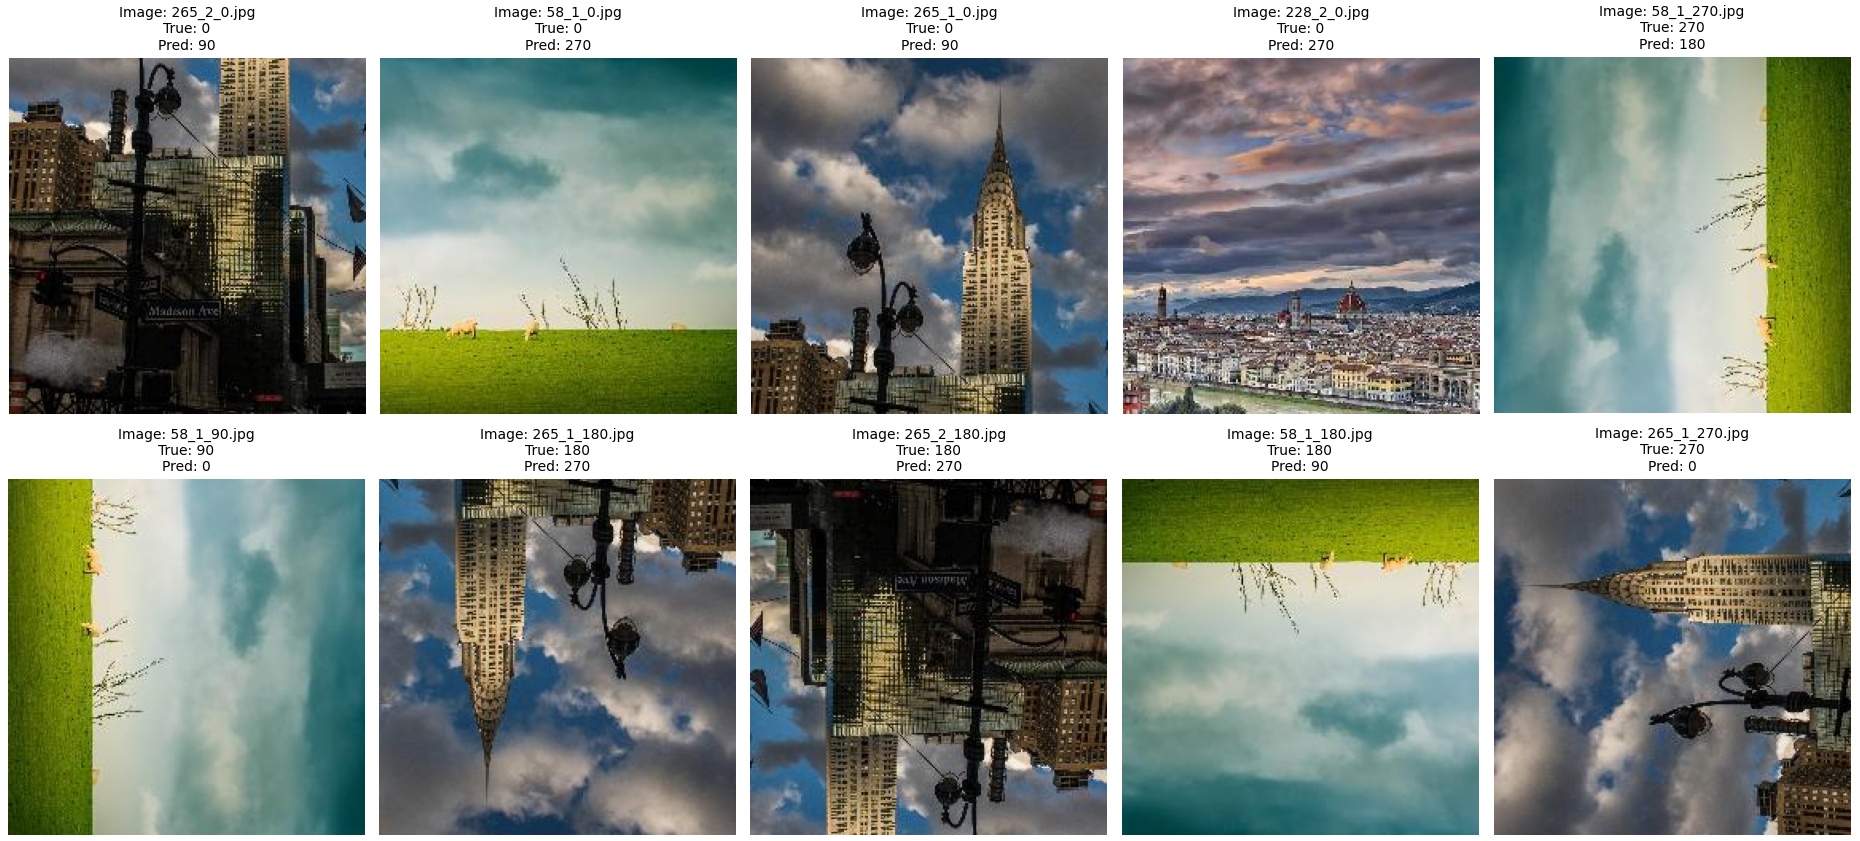 Image: 265_2_0.jpg
True: 0
Pred: 90
Image: 58_1_0.jpg
True: 0
Pred: 270
Image: 265_1_0.jpg
True: 0
Pred: 90
Image: 228_2_0.jpg
True: 0
Pred: 270
Image: 58_1_270.jpg
True: 270
Pred: 180
Madison Ave
Image: 58_1_90.jpg
True: 90
Pred: 0
Image: 265_1_180.jpg
True: 180
Pred: 270
Image: 265_2_180.jpg
True: 180
Pred: 270
Image: 58_1_180.jpg
True: 180
Pred: 90
Image: 265_1_270.jpg
True: 270
Pred: 0
Madison Ave